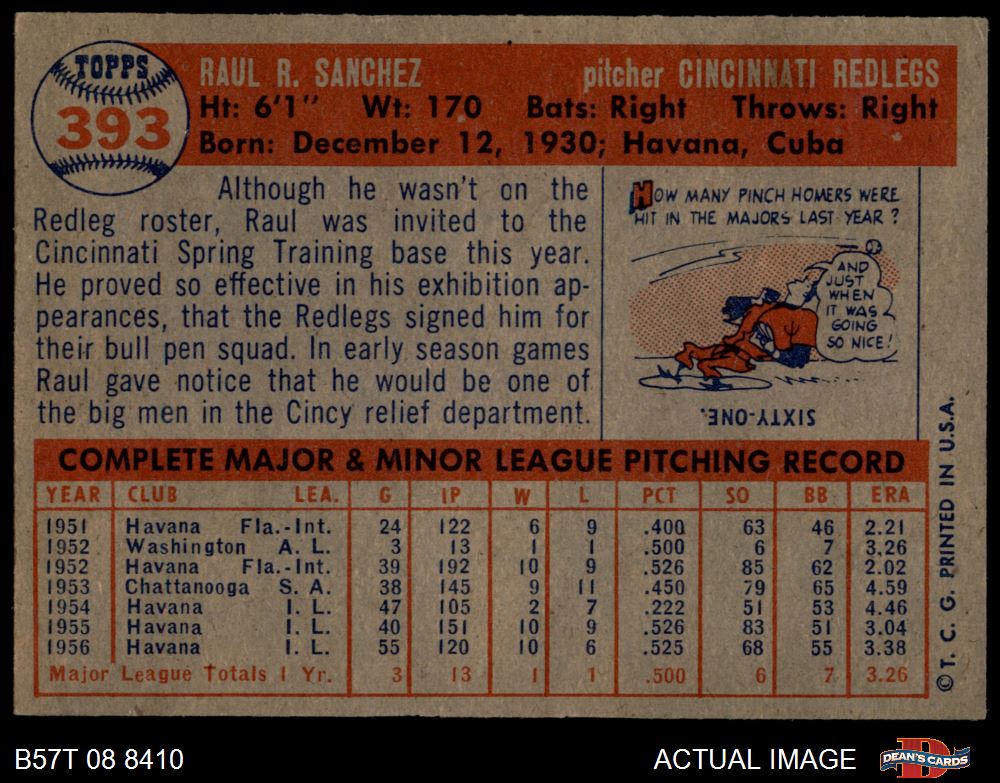 TOPPS
393
RAUL R. SANCHEZ pitcher CINCINNATI REDLEGS
Ht: 6'1" Wt: 170 Bats: Right Throws: Right
Born: December 12, 1930; Havana, Cuba
Although he wasn't on the
Redleg roster, Raul was invited to the
Cincinnati Spring Training base this year.
He proved so effective in his exhibition ap-
pearances, that the Redlegs signed him for
their bull pen squad. In early season games
Raul gave notice that he would be one of
the big men in the Cincy relief department.
HOW MANY PINCH HOMERS WERE
HIT IN THE MAJORS LAST YEAR?
AND
JUST
WHEN
IT WAS
GOING
SO NICE!
SIXTY-ONE.
COMPLETE MAJOR & MINOR LEAGUE PITCHING RECORD
YEAR CLUB LEA. G IP W L PCT SO BB ERA
1951 Havana Fla.-Int. 24 122 6 9 .400 63 46 2.21
1952 Washington A. L. 3 13 1 1 .500 6 7 3.26
1952 Havana Fla.-Int. 39 192 10 9 .526 85 62 2.02
1953 Chattanooga S. A. 38 145 9 11 .450 79 65 4.59
1954 Havana I. L. 47 105 2 7 .222 51 53 4.46
1955 Havana I. L. 40 151 10 9 .526 83 51 3.04
1956 Havana I. L. 55 120 10 6 .525 68 55 3.38
Major League Totals 1 Yr. 3 13 1 1 .500 6 7 3.26
©T. C. G. PRINTED IN U.S.A.
B57T 08 8410 ACTUAL IMAGE
DEAN'S CARDS